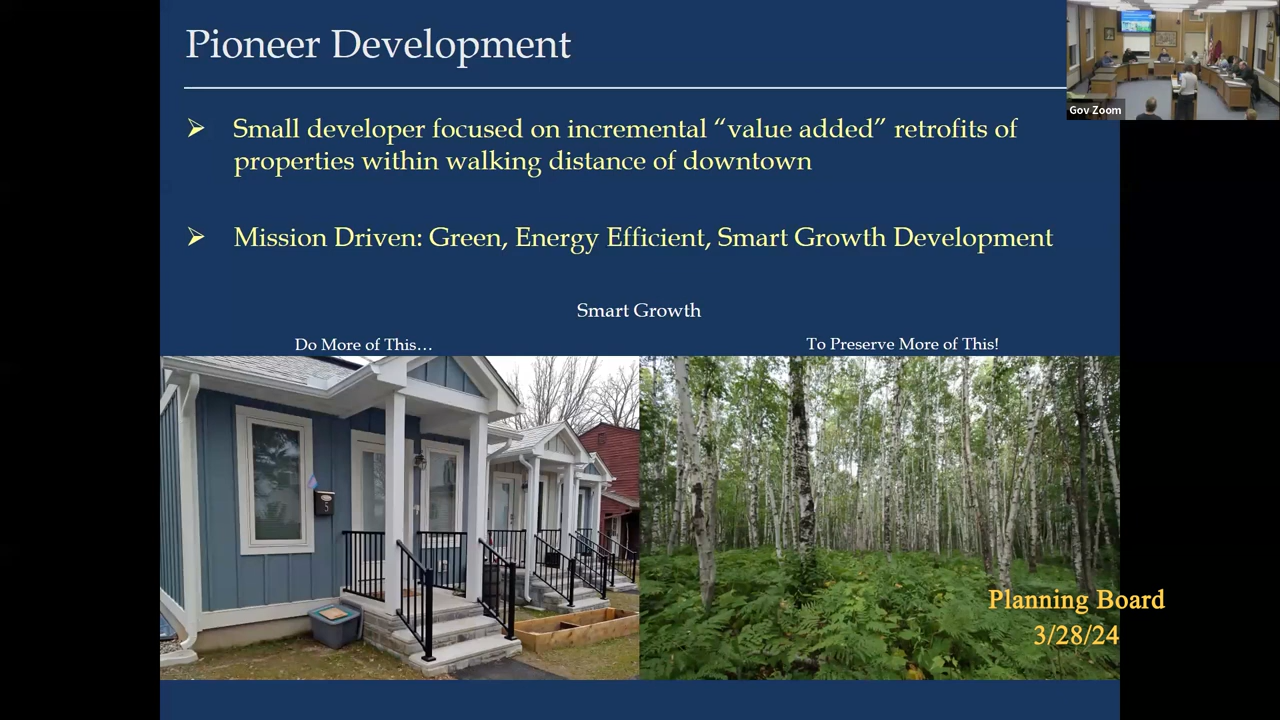 Pioneer Development
Gov Zoom
➢ Small developer focused on incremental “value added” retrofits of
properties within walking distance of downtown
➢ Mission Driven: Green, Energy Efficient, Smart Growth Development
Smart Growth
Do More of This…
To Preserve More of This!
5
Planning Board
3/28/24